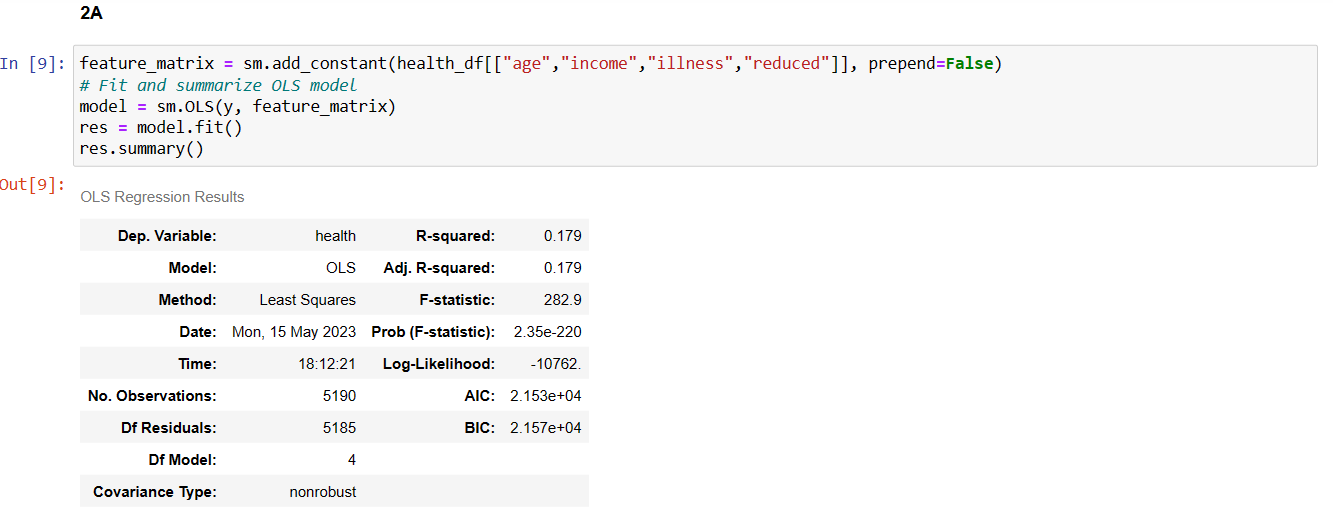 2A
In [9]: feature_matrix = sm.add_constant(health_df[["age","income","illness","reduced"]], prepend=False)
# Fit and summarize OLS model
model = sm.OLS(y, feature_matrix)
res = model.fit()
res.summary()
Out[9]:
OLS Regression Results
Dep. Variable: health R-squared: 0.179
Model: OLS Adj. R-squared: 0.179
Method: Least Squares F-statistic: 282.9
Date: Mon, 15 May 2023 Prob (F-statistic): 2.35e-220
Time: 18:12:21 Log-Likelihood: -10762.
No. Observations: 5190 AIC: 2.153e+04
Df Residuals: 5185 BIC: 2.157e+04
Df Model: 4
Covariance Type: nonrobust